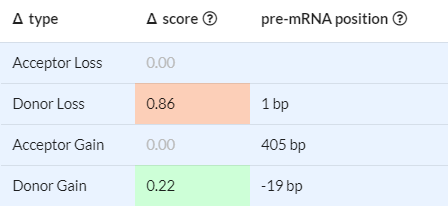 Δ type Δ score ? pre-mRNA position ?
Acceptor Loss 0.00
Donor Loss 0.86 1 bp
Acceptor Gain 0.00 405 bp
Donor Gain 0.22 -19 bp